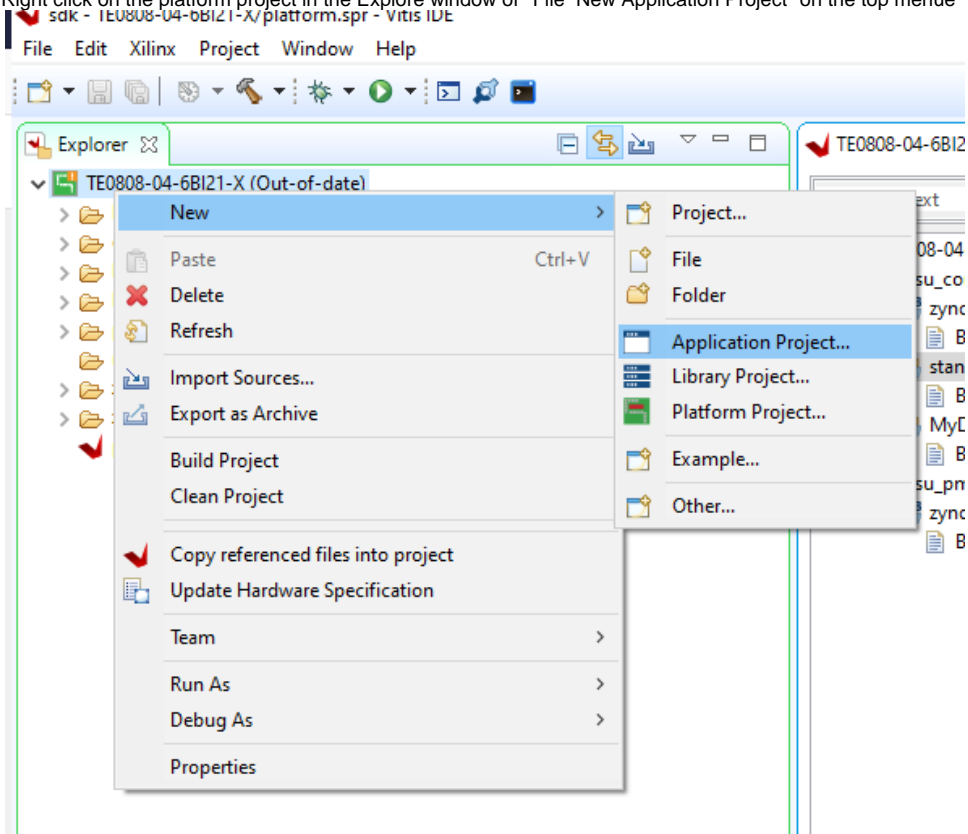 Right click on the platform project in the Explore window or "File New Application Project" on the top menue
sdk - TE0808-04-6BI21-X/platform.spr - Vitis IDE
File Edit Xilinx Project Window Help
Explorer
TE0808-04-6BI2
TE0808-04-6BI21-X (Out-of-date)
New
Paste Ctrl+V
Delete
Refresh
Import Sources...
Export as Archive
Build Project
Clean Project
Copy referenced files into project
Update Hardware Specification
Team
Run As
Debug As
Properties
Project...
File
Folder
Application Project...
Library Project...
Platform Project...
Example...
Other...
ext
08-04
su_co
zync
B
stan
B
MyD
B
su_pm
zync
B